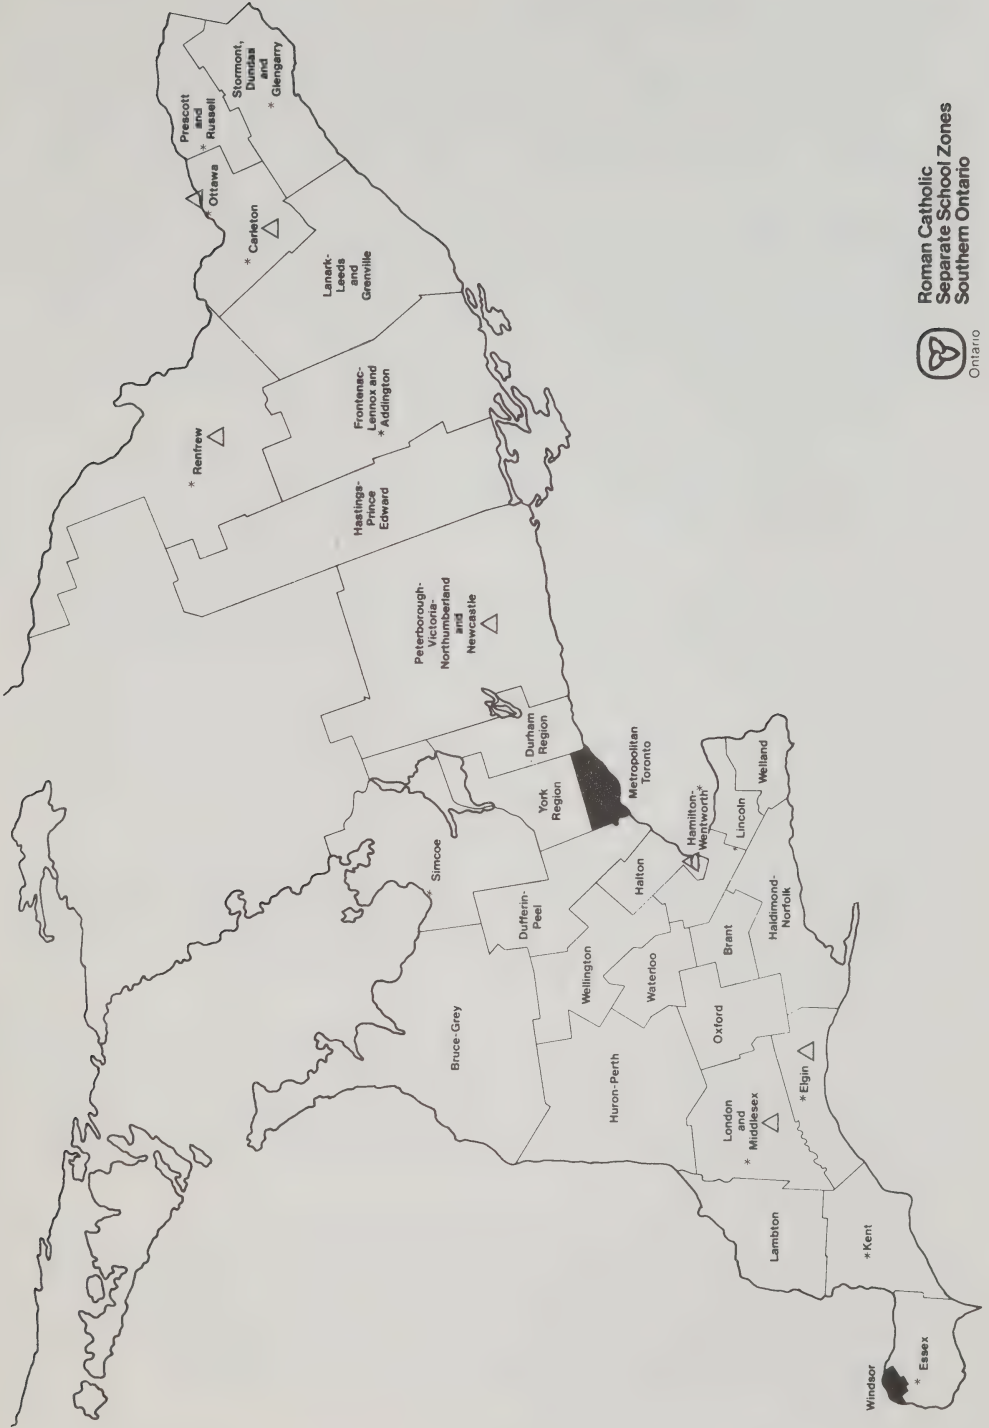 Stormont,
Dundas
and
* Glengarry
Prescott
and
* Russell
* Ottawa
* Carleton
Lanark-
Leeds
and
Grenville
* Renfrew
Frontenac-
Lennox and
* Addington
Hastings-
Prince
Edward
Peterborough-
Victoria-
Northumberland
and
Newcastle
Durham
Region
York
Region
Metropolitan
Toronto
* Simcoe
Dufferin-
Peel
Halton
Hamilton-
Wentworth*
* Lincoln
Welland
Haldimond-
Norfolk
Brant
Wellington
Waterloo
Bruce-Grey
Huron-Perth
Oxford
London
and
* Middlesex
* Elgin
Lambton
* Kent
Windsor
* Essex
Roman Catholic
Separate School Zones
Southern Ontario
Ontario